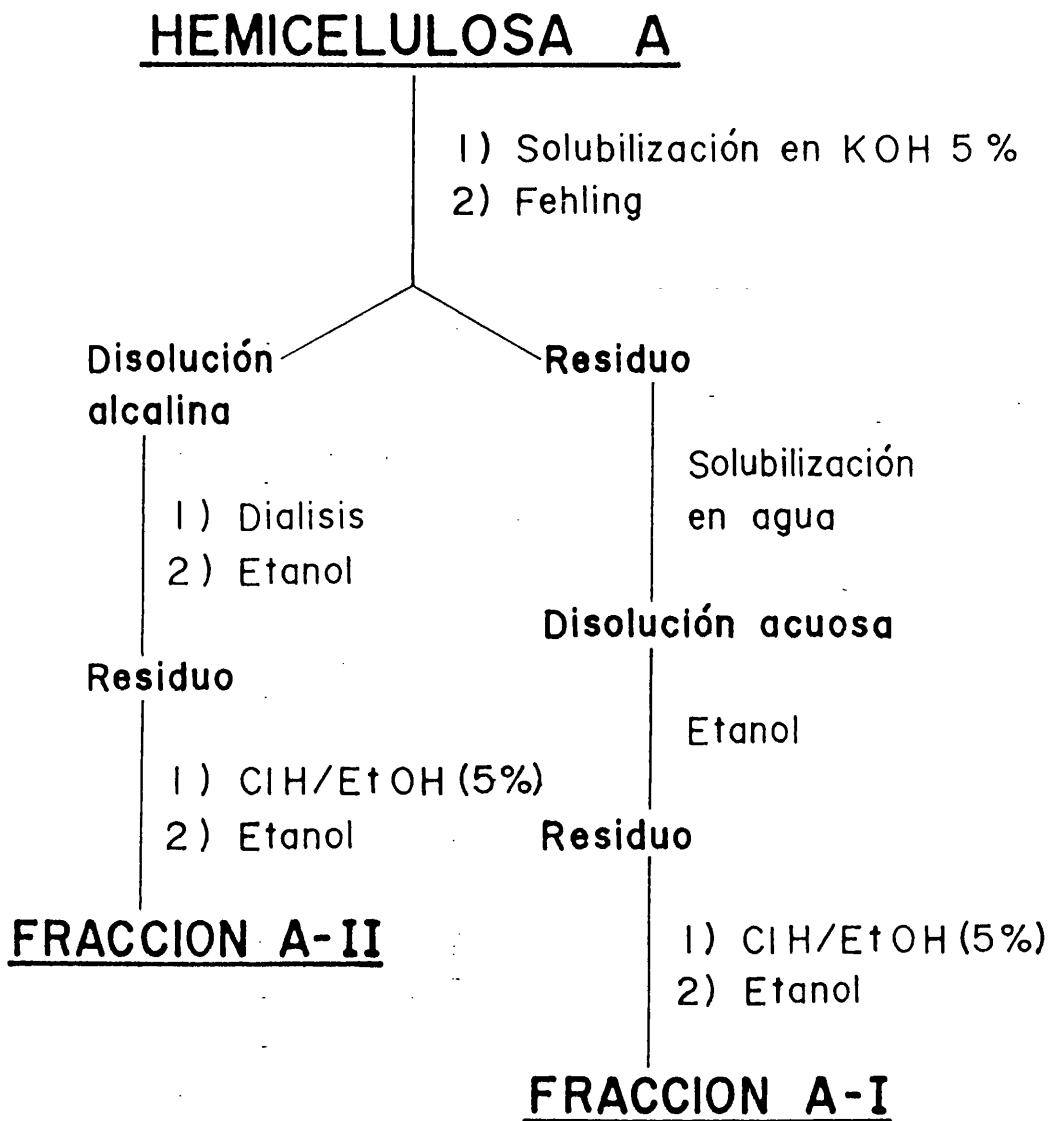 HEMICELULOSA A
1) Solubilización en KOH 5 %
2) Fehling
Disolución
alcalina
1) Dialisis
2) Etanol
Residuo
1) ClH/EtOH (5%)
2) Etanol
FRACCION A-II
Residuo
Solubilización
en agua
Disolución acuosa
Etanol
Residuo
1) ClH/EtOH (5%)
2) Etanol
FRACCION A-I